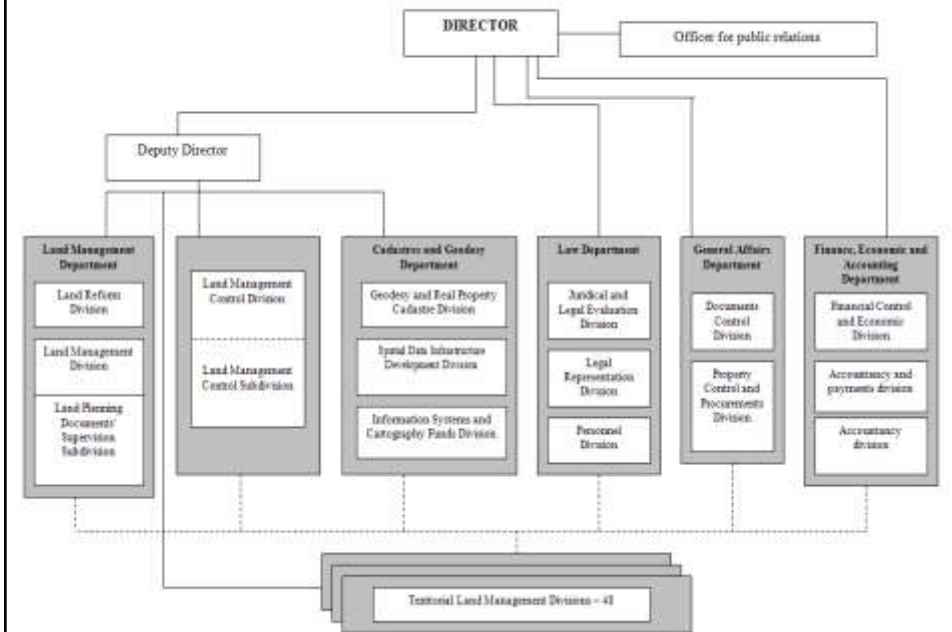 DIRECTOR
Officer for public relations
Deputy Director
Land Management
Department
Land Reform
Division
Land Management
Division
Land Planning
Documents'
Supervision
Subdivision
Land Management
Control Division
Land Management
Control Subdivision
Cadastre and Geodesy
Department
Geodesy and Real Property
Cadastre Division
Spatial Data Infrastructure
Development Division
Information Systems and
Cartography Funds Division
Law Department
Juridical and
Legal Evaluation
Division
Legal
Representation
Division
Personnel
Division
General Affairs
Department
Documents
Control
Division
Property
Control and
Procurements
Division
Finance, Economic and
Accounting
Department
Financial Control
and Economic
Division
Accountancy and
payments division
Accountancy
division
Territorial Land Management Divisions –